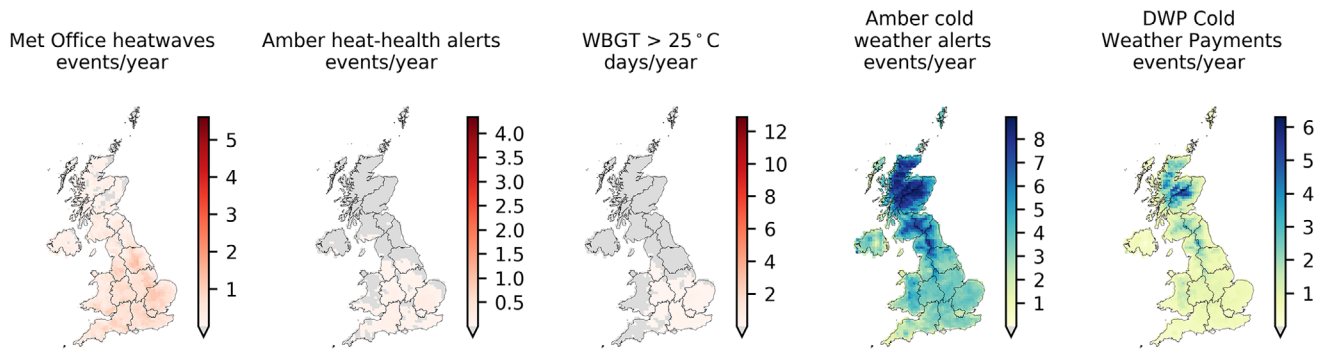 Met Office heatwaves
events/year
5
4
3
2
1
Amber heat-health alerts
events/year
4.0
3.5
3.0
2.5
2.0
1.5
1.0
0.5
WBGT > 25°C
days/year
12
10
8
6
4
2
Amber cold
weather alerts
events/year
8
7
6
5
4
3
2
1
DWP Cold
Weather Payments
events/year
6
5
4
3
2
1